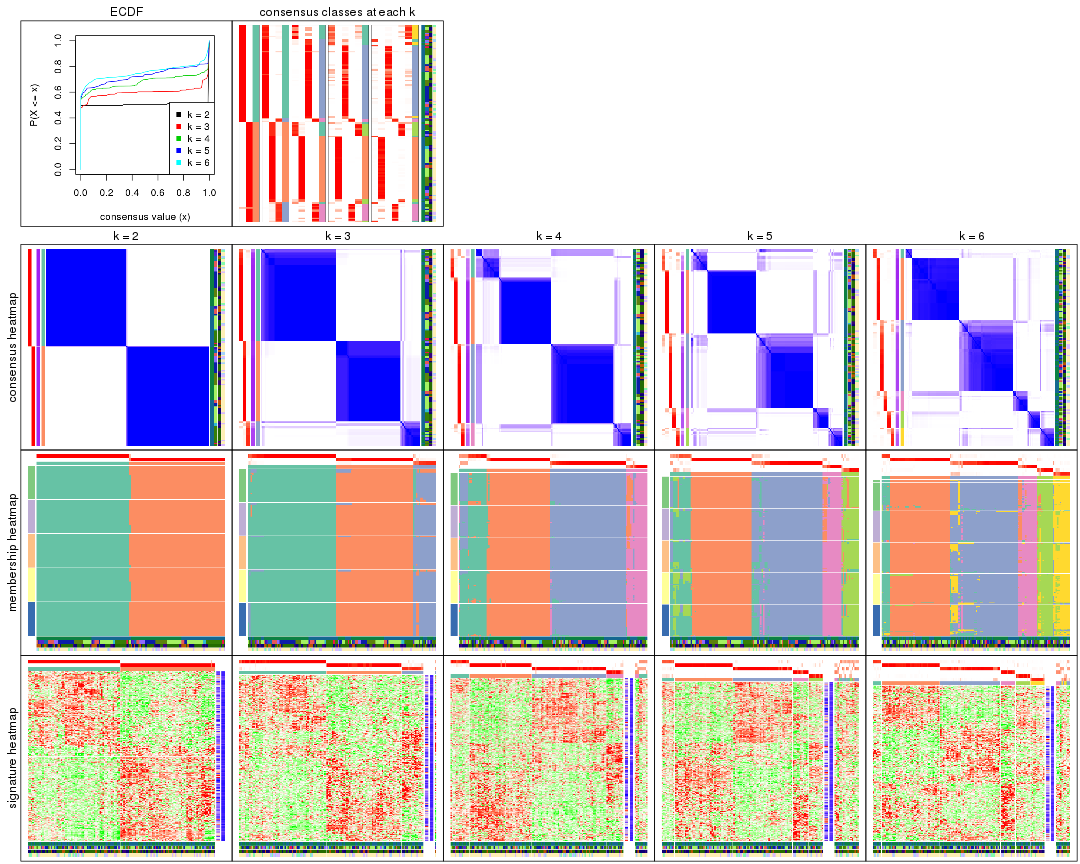 ECDF
consensus classes at each k
P(X <= x)
0.0 0.2 0.4 0.6 0.8 1.0
k = 2
k = 3
k = 4
k = 5
k = 6
0.0 0.2 0.4 0.6 0.8 1.0
consensus value (x)
k = 2
k = 3
k = 4
k = 5
k = 6
consensus heatmap
membership heatmap
signature heatmap